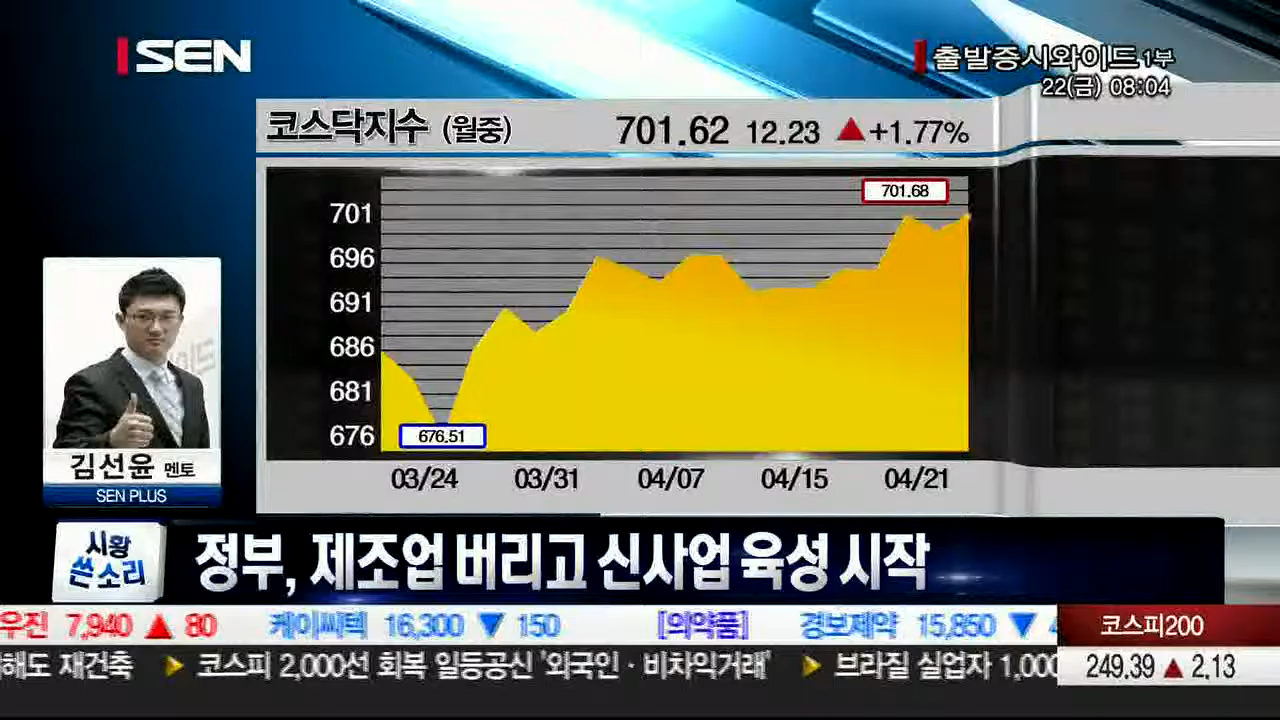 SEN
출발증시와이드 1부
22(금) 08:04
코스닥지수 (월중) 701.62 12.23 ▲+1.77%
701.68
701
696
691
686
681
676
676.51
03/24 03/31 04/07 04/15 04/21
김선윤 멘토
SEN PLUS
시황
쓴소리
정부, 제조업 버리고 신사업 육성 시작
우진 7,940 ▲ 80 케이씨텍 16,300 ▼ 150 [의약품] 경보제약 15,850 ▼
코스피200
해도 재건축 ▶ 코스피 2,000선 회복 일등공신 '외국인·비차익거래' ▶ 브라질 실업자 1,000
249.39 ▲ 2.13